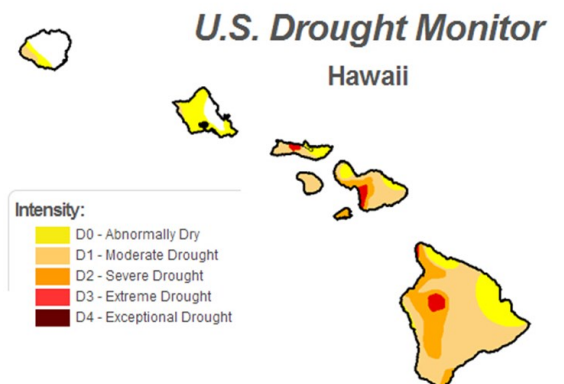 U.S. Drought Monitor
Hawaii
Intensity:
D0 - Abnormally Dry
D1 - Moderate Drought
D2 - Severe Drought
D3 - Extreme Drought
D4 - Exceptional Drought